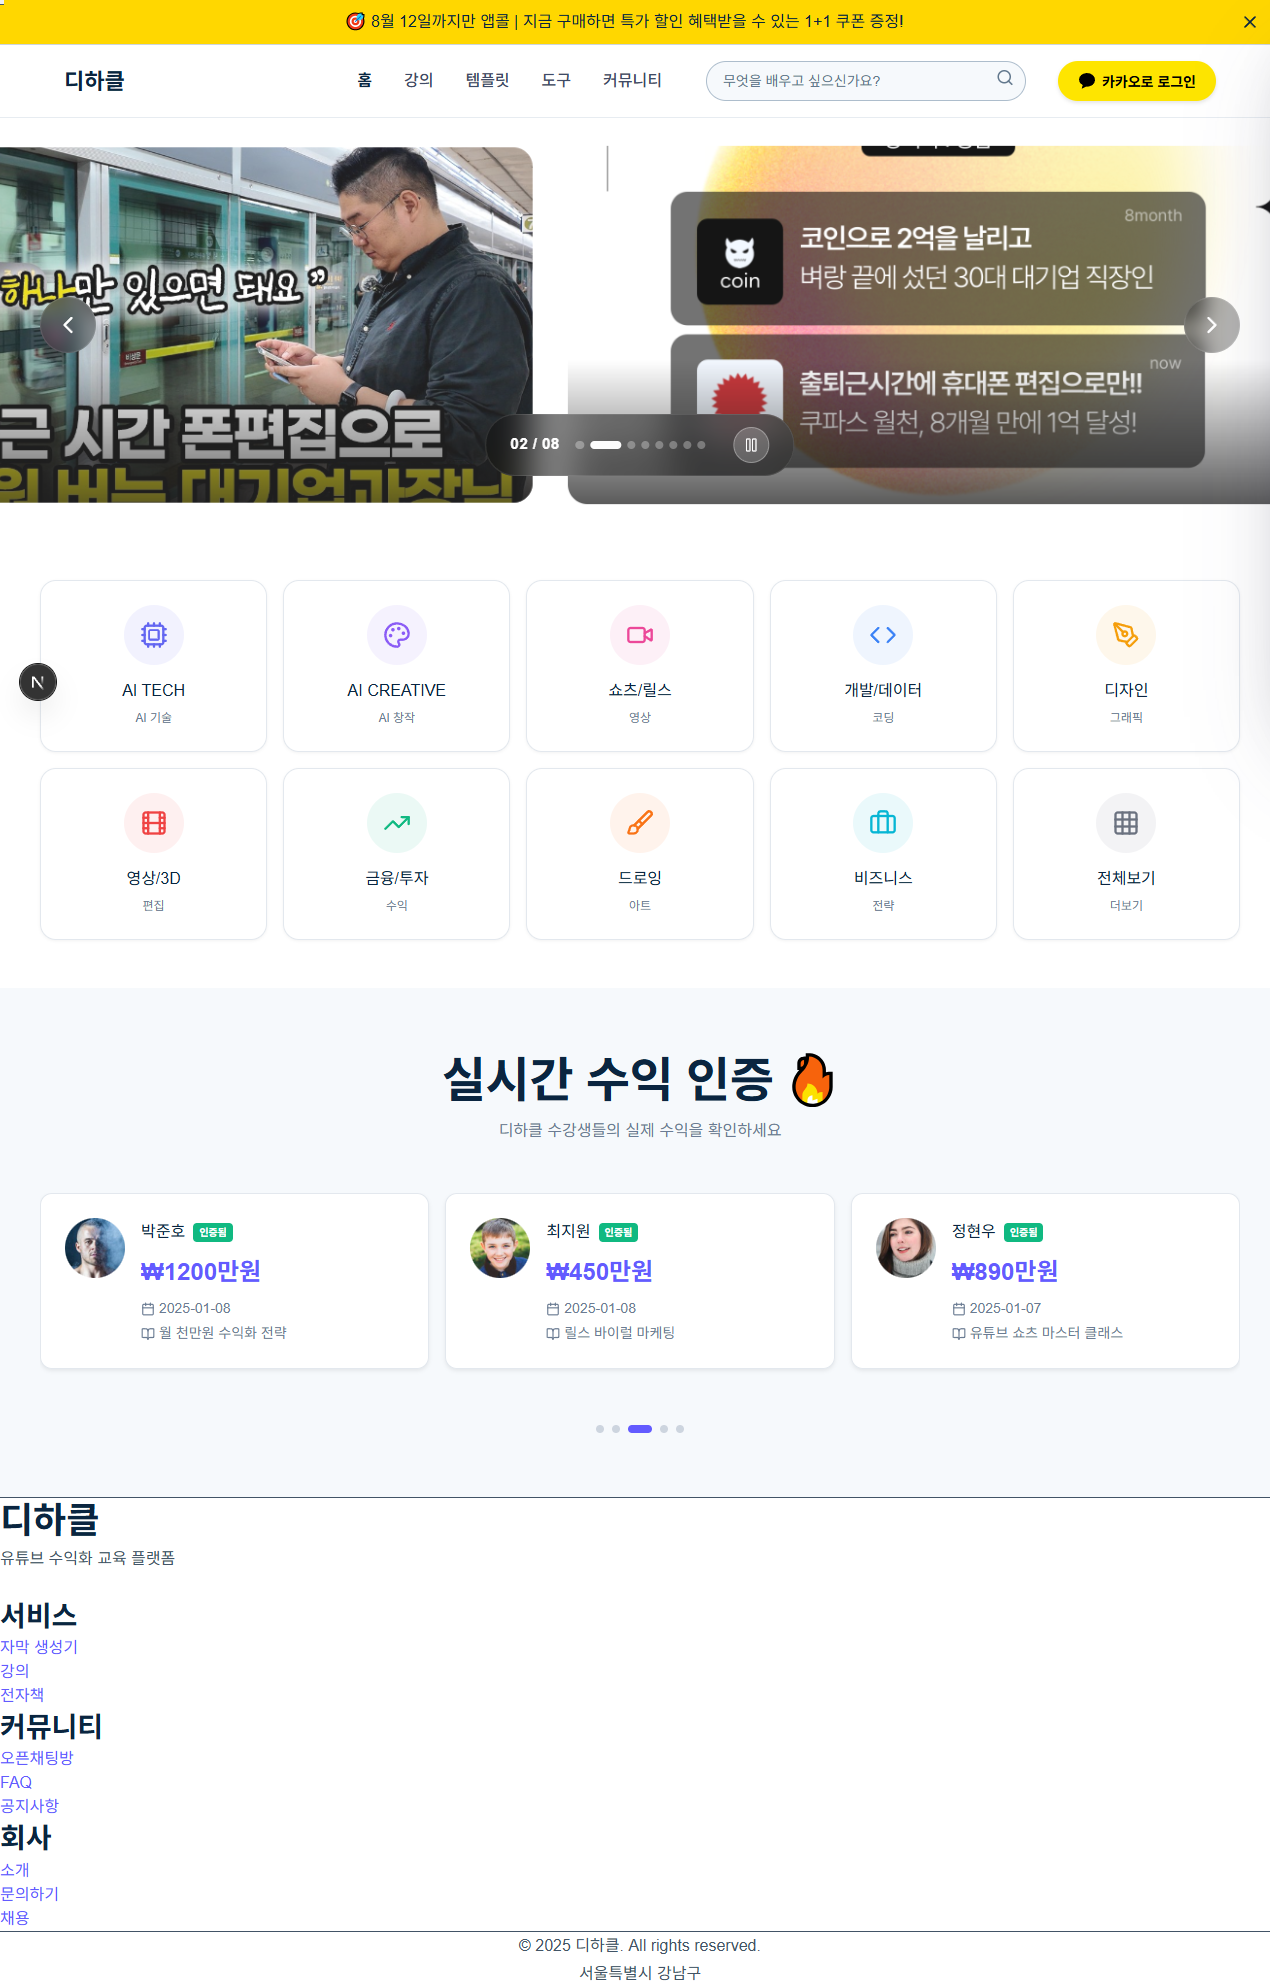 🎯 8월 12일까지만 앱콜 | 지금 구매하면 특가 할인 혜택받을 수 있는 1+1 쿠폰 증정!
디하클
홈 강의 템플릿 도구 커뮤니티
무엇을 배우고 싶으신가요?
카카오로 로그인
하나만 있으면 돼요”
근 시간 폰편집으로
원 버는 대기업과장님
8month
coin
코인으로 2억을 날리고
벼랑 끝에 섰던 30대 대기업 직장인
now
출퇴근시간에 휴대폰 편집으로만!!
쿠파스 월천, 8개월 만에 1억 달성!
02 / 08
AI TECH
AI 기술
AI CREATIVE
AI 창작
쇼츠/릴스
영상
개발/데이터
코딩
디자인
그래픽
N
영상/3D
편집
금융/투자
수익
드로잉
아트
비즈니스
전략
전체보기
더보기
실시간 수익 인증 🔥
디하클 수강생들의 실제 수익을 확인하세요
박준호 인증됨
₩1200만원
2025-01-08
월 천만원 수익화 전략
최지원 인증됨
₩450만원
2025-01-08
릴스 바이럴 마케팅
정현우 인증됨
₩890만원
2025-01-07
유튜브 쇼츠 마스터 클래스
디하클
유튜브 수익화 교육 플랫폼
서비스
자막 생성기
강의
전자책
커뮤니티
오픈채팅방
FAQ
공지사항
회사
소개
문의하기
채용
© 2025 디하클. All rights reserved.
서울특별시 강남구